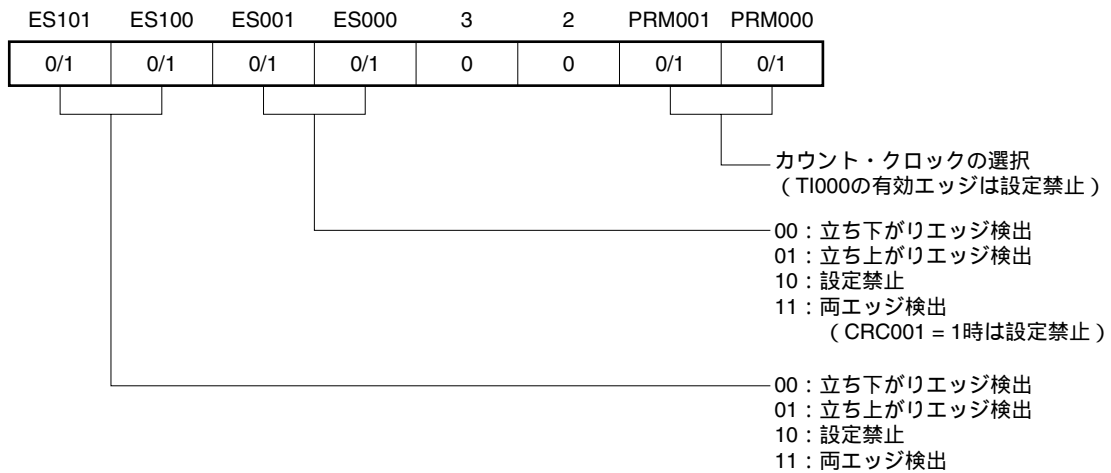 ES101 ES100 ES001 ES000 3 2 PRM001 PRM000
0/1 0/1 0/1 0/1 0 0 0/1 0/1
カウント・クロックの選択
(TI000の有効エッジは設定禁止)
00:立ち下がりエッジ検出
01:立ち上がりエッジ検出
10:設定禁止
11:両エッジ検出
(CRC001 = 1時は設定禁止)
00:立ち下がりエッジ検出
01:立ち上がりエッジ検出
10:設定禁止
11:両エッジ検出